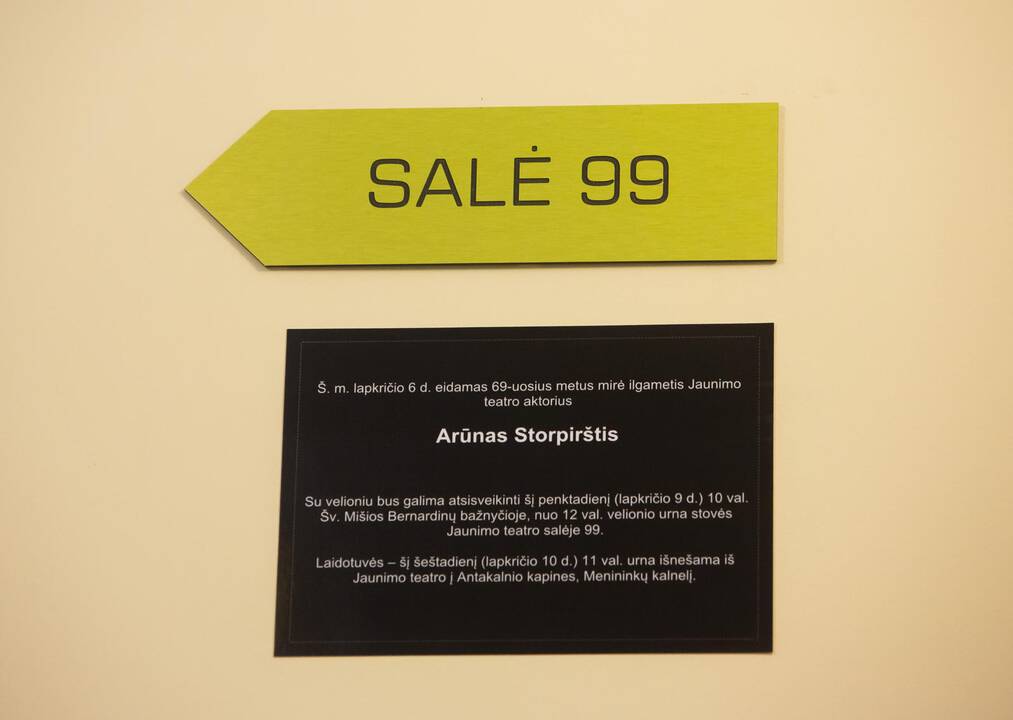 SALĖ 99
Š. m. lapkričio 6 d. eidamas 69-uosius metus mirė ilgametis Jaunimo
teatro aktorius
Arūnas Storpirštis
Su velioniu bus galima atsisveikinti šį penktadienį (lapkričio 9 d.) 10 val.
Šv. Mišios Bernardinų bažnyčioje, nuo 12 val. velionio urna stovės
Jaunimo teatro salėje 99.
Laidotuvės – šį šeštadienį (lapkričio 10 d.) 11 val. urna išnešama iš
Jaunimo teatro į Antakalnio kapines, Menininkų kalnelį.